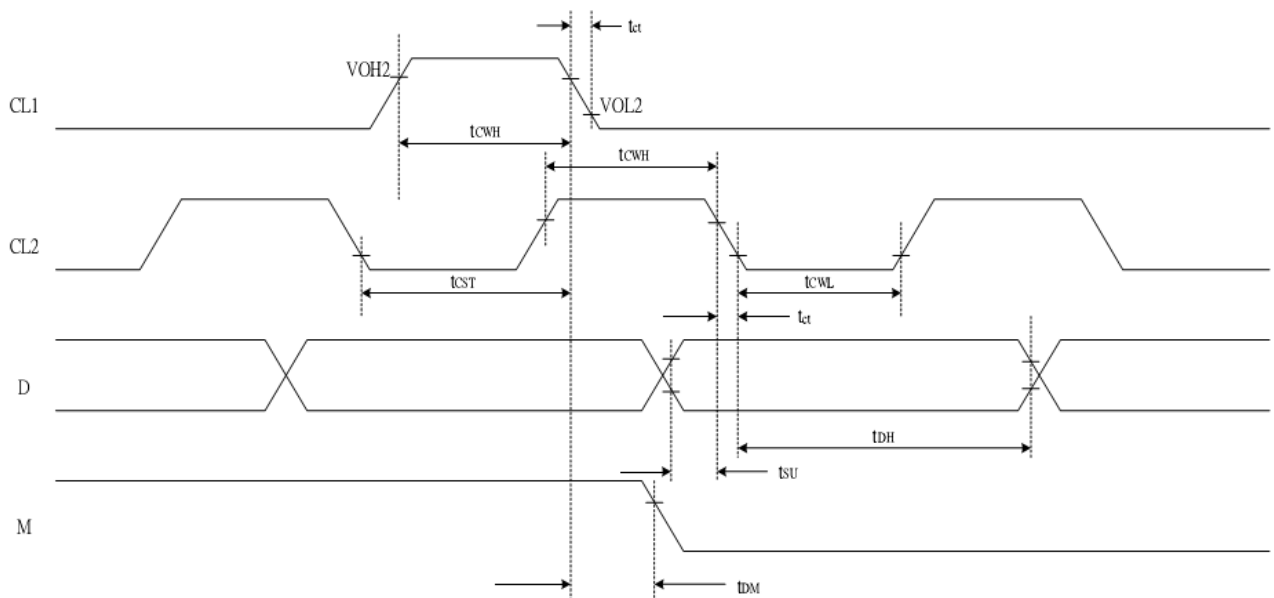 tct
VOH2
CL1
VOL2
tCWH
tCWH
CL2
tCST
tCWL
tct
D
tDH
tSU
M
tDM